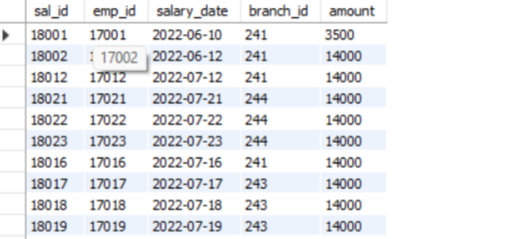 sal_id emp_id salary_date branch_id amount
18001 17001 2022-06-10 241 3500
18002 17002 2022-06-12 241 14000
18012 17012 2022-07-12 241 14000
18021 17021 2022-07-21 244 14000
18022 17022 2022-07-22 244 14000
18023 17023 2022-07-23 244 14000
18016 17016 2022-07-16 241 14000
18017 17017 2022-07-17 243 14000
18018 17018 2022-07-18 243 14000
18019 17019 2022-07-19 243 14000